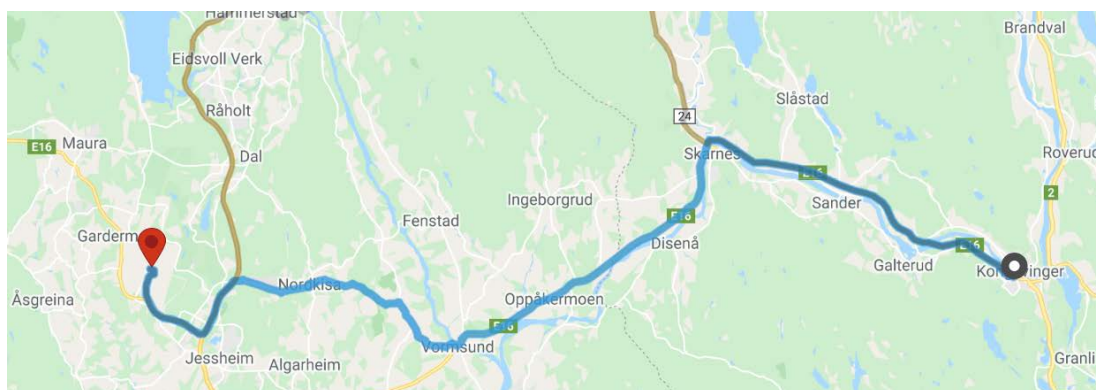 Hammerstad
Brandval
Eidsvoll Verk
Slåstad
Råholt
24
E16
Maura
Skarnes
Roverud
Dal
E16
2
Ingeborgrud
Sander
Fenstad
E16
Gardermo
Disenå
E16
Galterud
Kongsvinger
Nordkisa
Åsgreina
Oppåkermoen
E16
Vormsund
Jessheim
Algarheim
Granli